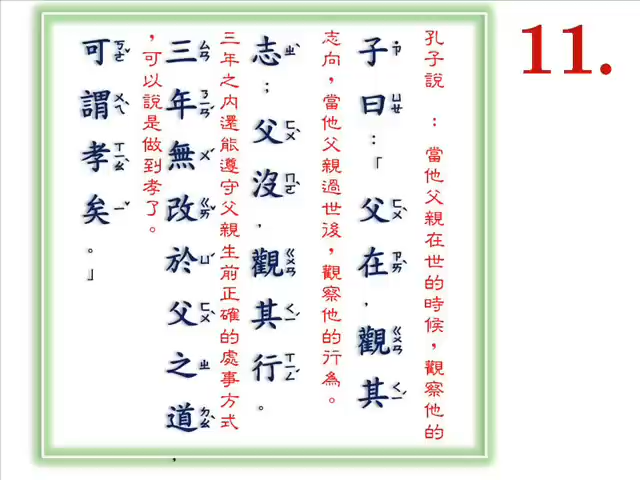 11.
孔子說：當他父親在世的時候，觀察他的
子曰：「父在，觀其
志向，當他父親過世後，觀察他的行為。
志；父沒，觀其行。
三年之內還能遵守父親生前正確的處事方式
三年無改於父之道，
，可以說是做到孝了。
可謂孝矣。」